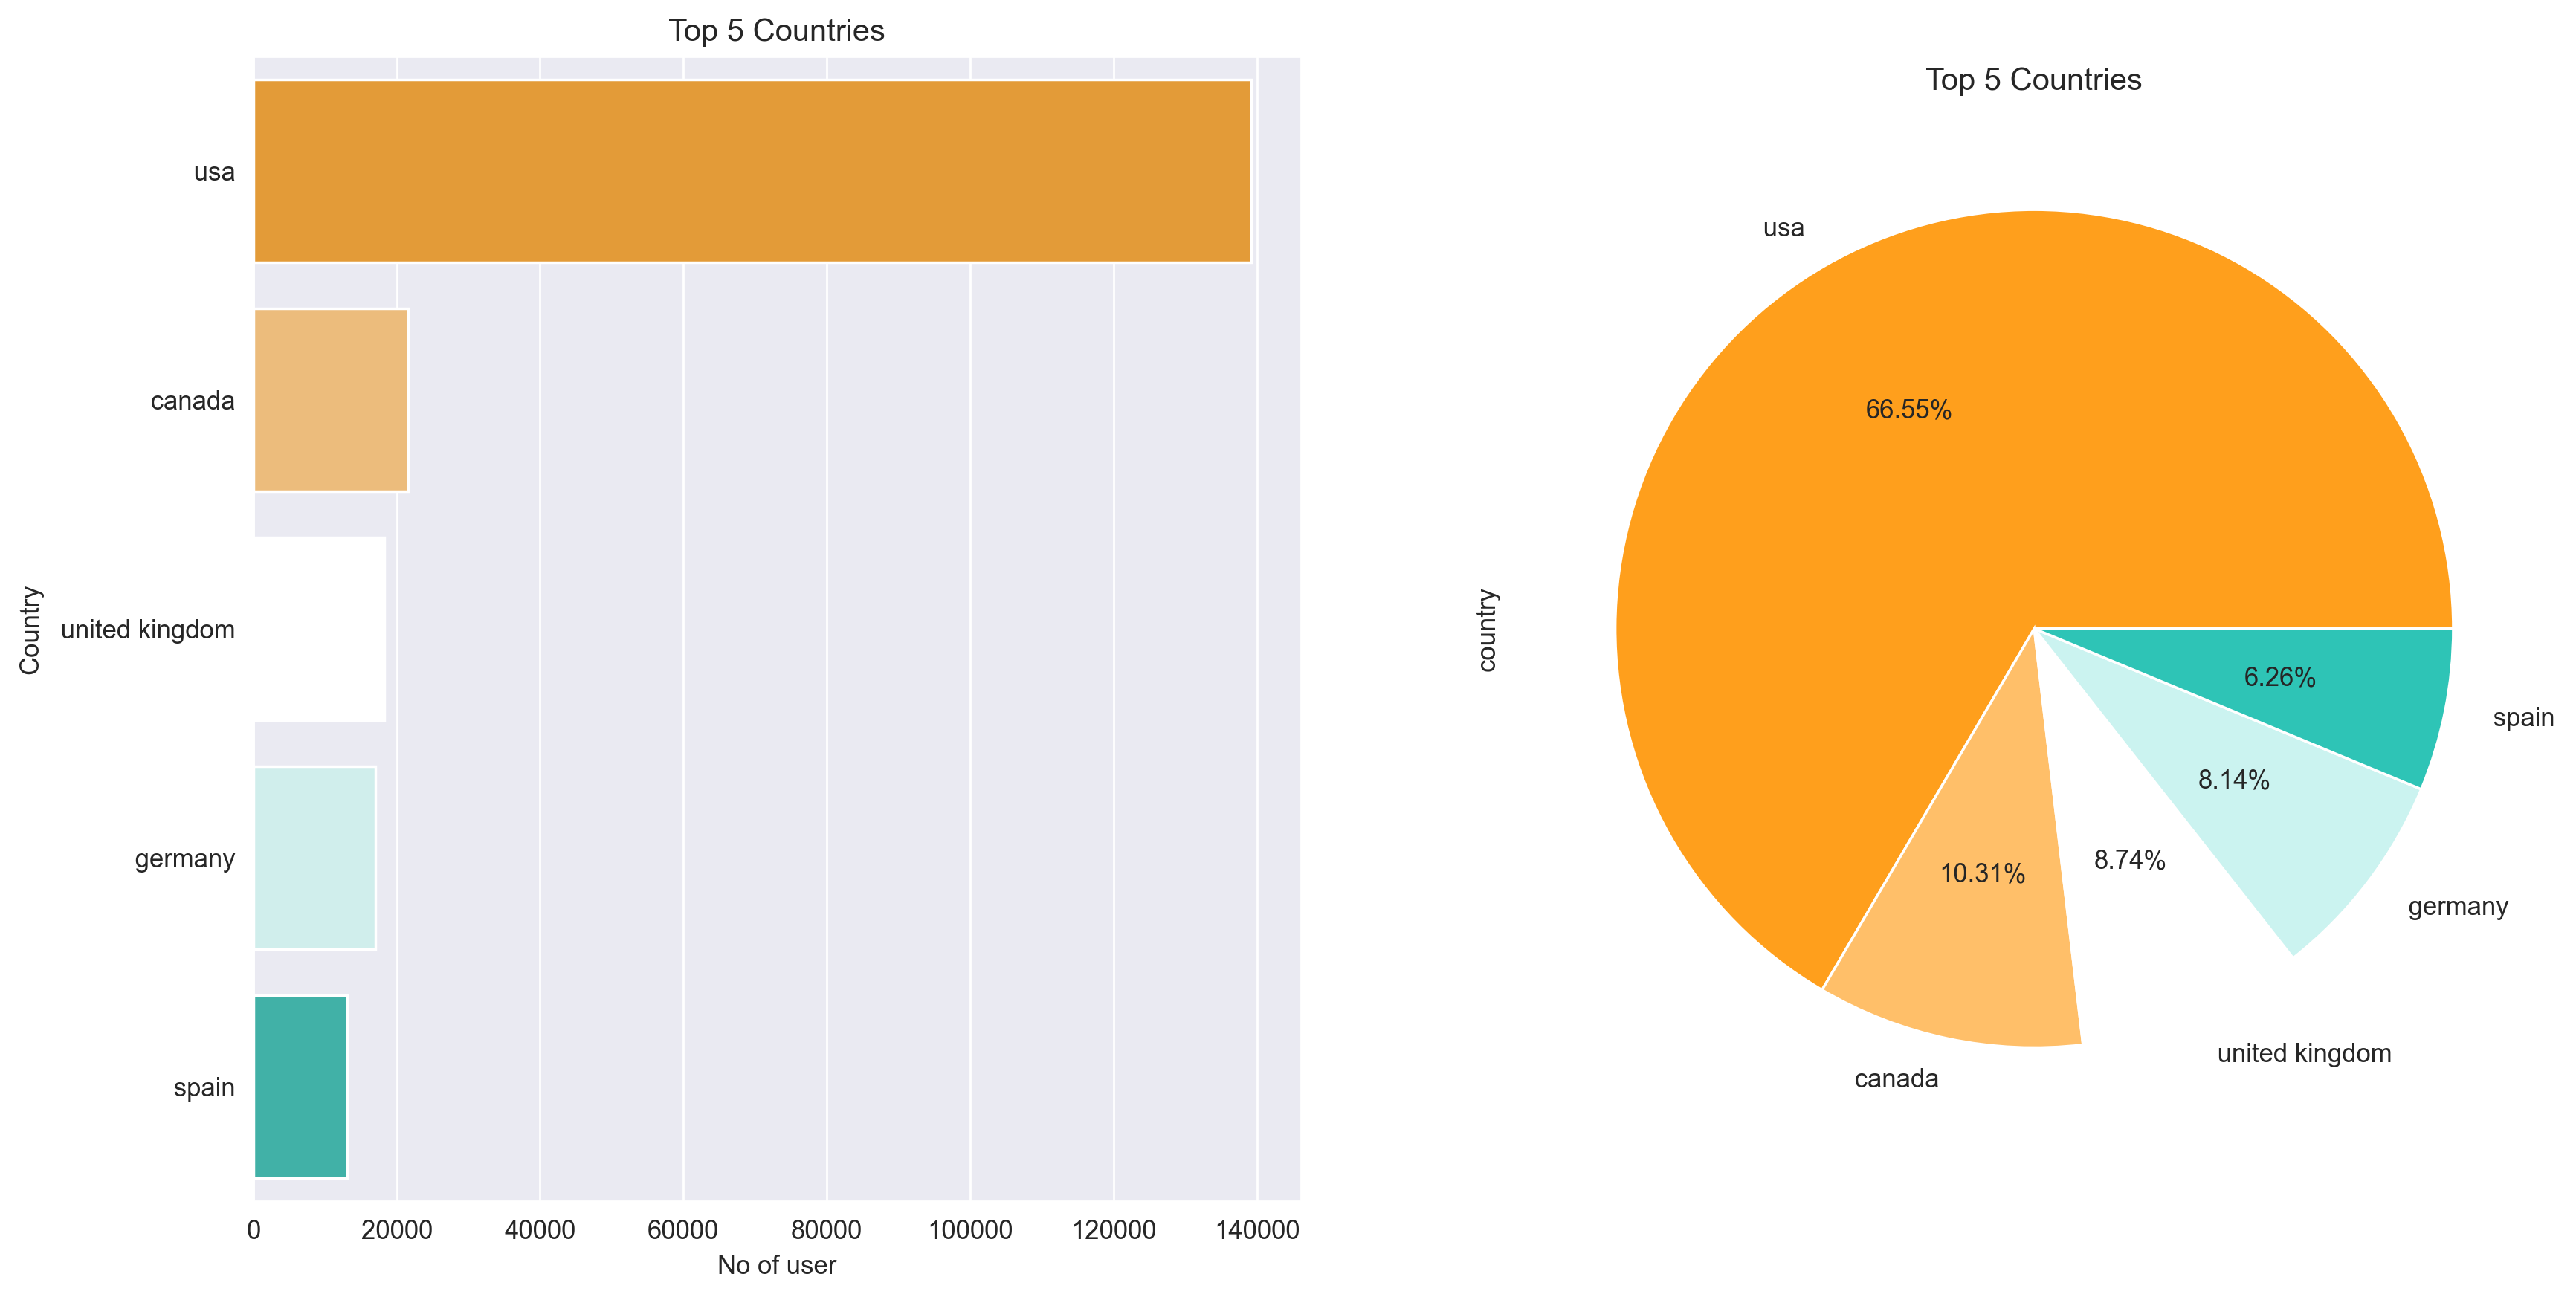 Top 5 Countries
usa
canada
united kingdom
germany
spain
Country
0 20000 40000 60000 80000 100000 120000 140000
No of user
Top 5 Countries
country
usa
66.55%
canada
10.31%
united kingdom
8.74%
germany
8.14%
spain
6.26%